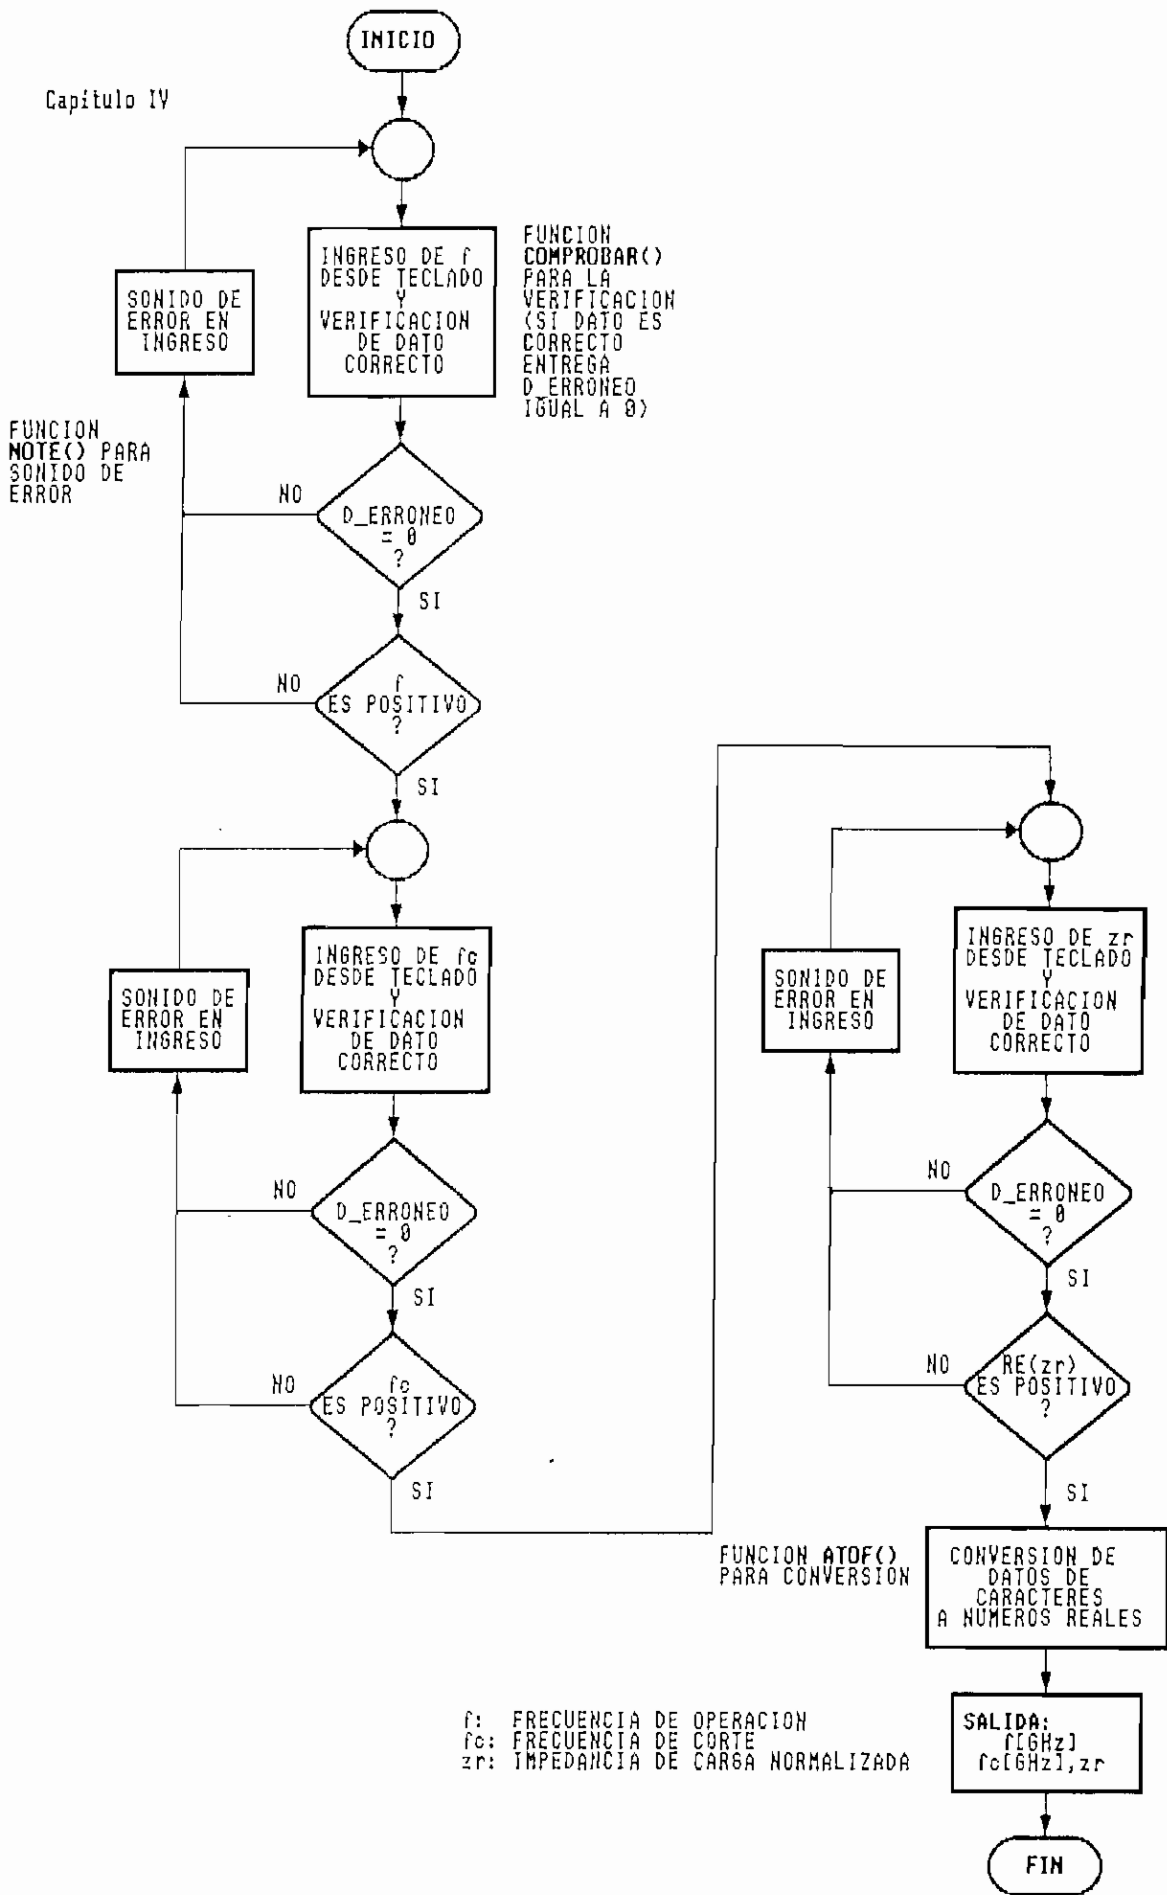 INICIO
Capítulo IV
INGRESO DE f
DESDE TECLADO
Y
VERIFICACION
DE DATO
CORRECTO
FUNCION
COMPROBAR()
PARA LA
VERIFICACION
(SI DATO ES
CORRECTO
ENTREGA
D_ERRONEO
IGUAL A 0)
SONIDO DE
ERROR EN
INGRESO
FUNCION
NOTE() PARA
SONIDO DE
ERROR
NO
D_ERRONEO
= 0
?
SI
NO
f
ES POSITIVO
?
SI
INGRESO DE fc
DESDE TECLADO
Y
VERIFICACION
DE DATO
CORRECTO
SONIDO DE
ERROR EN
INGRESO
NO
D_ERRONEO
= 0
?
SI
NO
fc
ES POSITIVO
?
SI
INGRESO DE zr
DESDE TECLADO
Y
VERIFICACION
DE DATO
CORRECTO
SONIDO DE
ERROR EN
INGRESO
NO
D_ERRONEO
= 0
?
SI
NO
RE(zr)
ES POSITIVO
?
SI
FUNCION ATOF()
PARA CONVERSION
CONVERSION DE
DATOS DE
CARACTERES
A NUMEROS REALES
f: FRECUENCIA DE OPERACION
fc: FRECUENCIA DE CORTE
zr: IMPEDANCIA DE CARGA NORMALIZADA
SALIDA:
f[GHz]
fc[GHz],zr
FIN